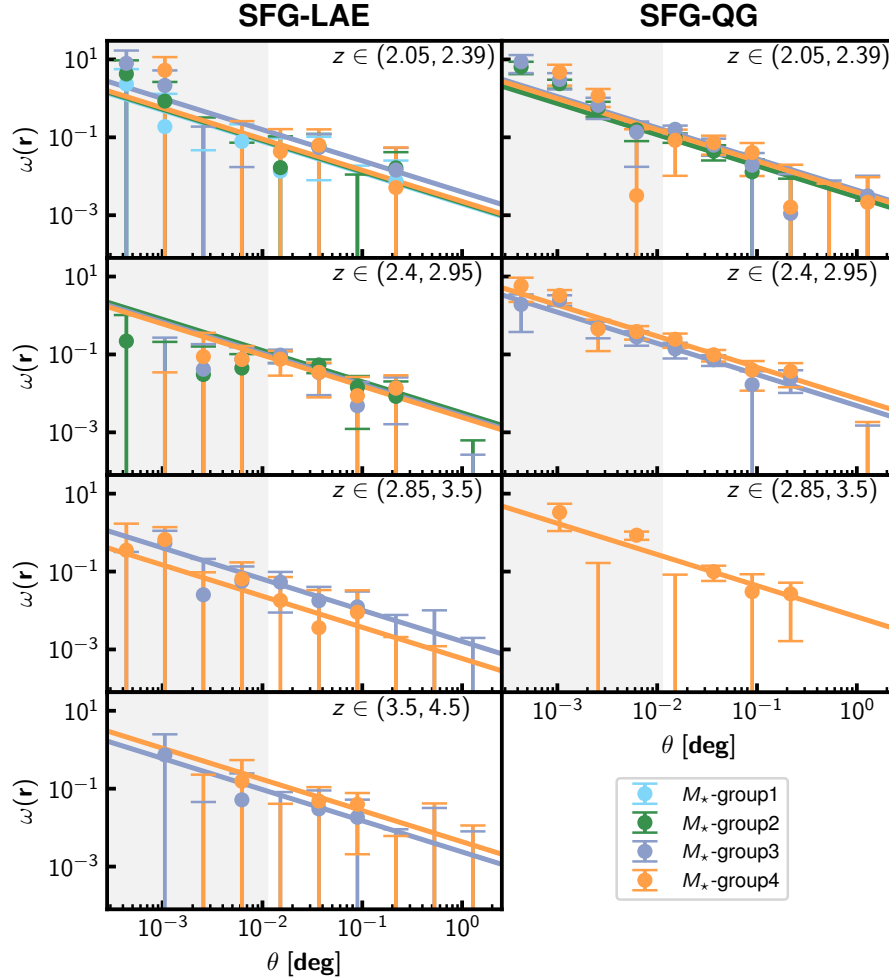 SFG-LAE
SFG-QG
z ∈ (2.05, 2.39)
z ∈ (2.05, 2.39)
ω(r)
10^1
10^-1
10^-3
z ∈ (2.4, 2.95)
z ∈ (2.4, 2.95)
ω(r)
10^1
10^-1
10^-3
z ∈ (2.85, 3.5)
z ∈ (2.85, 3.5)
ω(r)
10^1
10^-1
10^-3
10^-3 10^-2 10^-1 10^0
θ [deg]
z ∈ (3.5, 4.5)
ω(r)
10^1
10^-1
10^-3
10^-3 10^-2 10^-1 10^0
θ [deg]
M⋆-group1
M⋆-group2
M⋆-group3
M⋆-group4